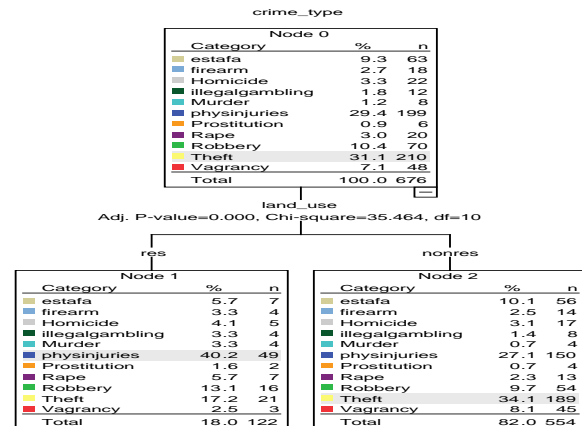 crime_type
Node 0
Category % n
estafa 9.3 63
firearm 2.7 18
Homicide 3.3 22
illegalgambling 1.8 12
Murder 1.2 8
physinjuries 29.4 199
Prostitution 0.9 6
Rape 3.0 20
Robbery 10.4 70
Theft 31.1 210
Vagrancy 7.1 48
Total 100.0 676
land_use
Adj. P-value=0.000, Chi-square=35.464, df=10
res
Node 1
Category % n
estafa 5.7 7
firearm 3.3 4
Homicide 4.1 5
illegalgambling 3.3 4
Murder 3.3 4
physinjuries 40.2 49
Prostitution 1.6 2
Rape 5.7 7
Robbery 13.1 16
Theft 17.2 21
Vagrancy 2.5 3
Total 18.0 122
nonres
Node 2
Category % n
estafa 10.1 56
firearm 2.5 14
Homicide 3.1 17
illegalgambling 1.4 8
Murder 0.7 4
physinjuries 27.1 150
Prostitution 0.7 4
Rape 2.3 13
Robbery 9.7 54
Theft 34.1 189
Vagrancy 8.1 45
Total 82.0 554